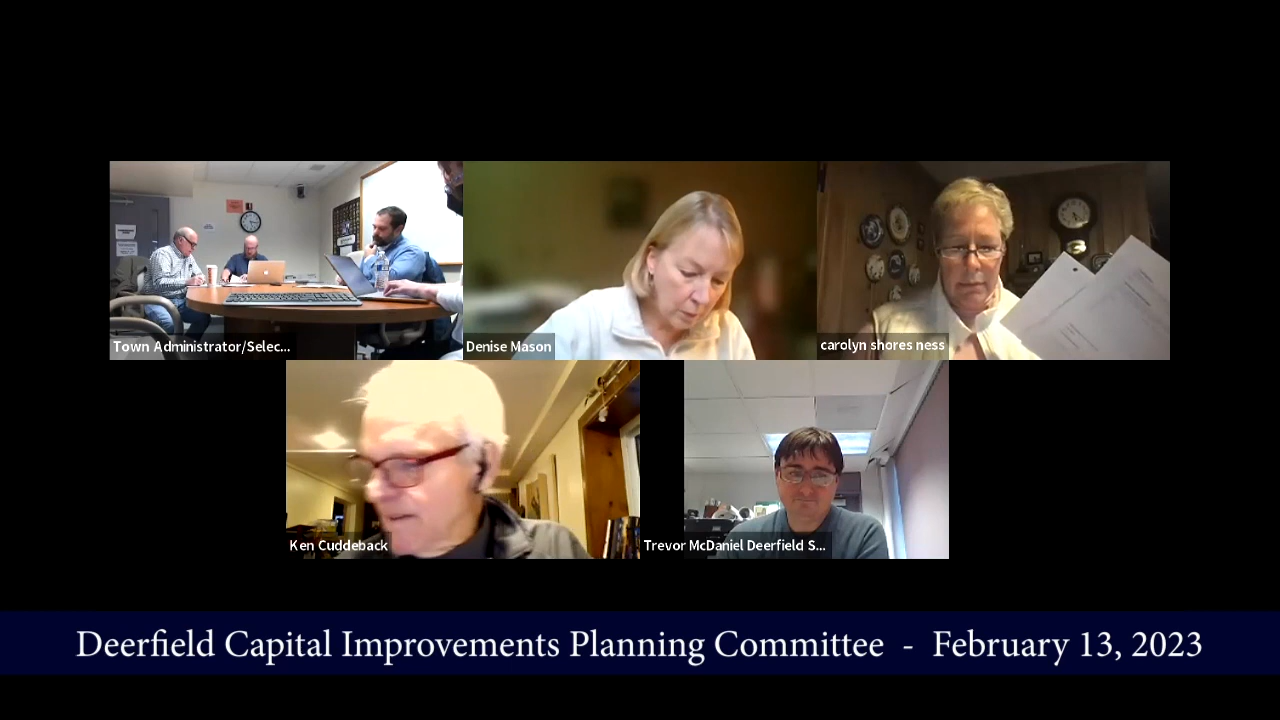 Town Administrator/Selec...
Denise Mason
carolyn shores ness
Ken Cuddeback
Trevor McDaniel Deerfield S...
Deerfield Capital Improvements Planning Committee - February 13, 2023